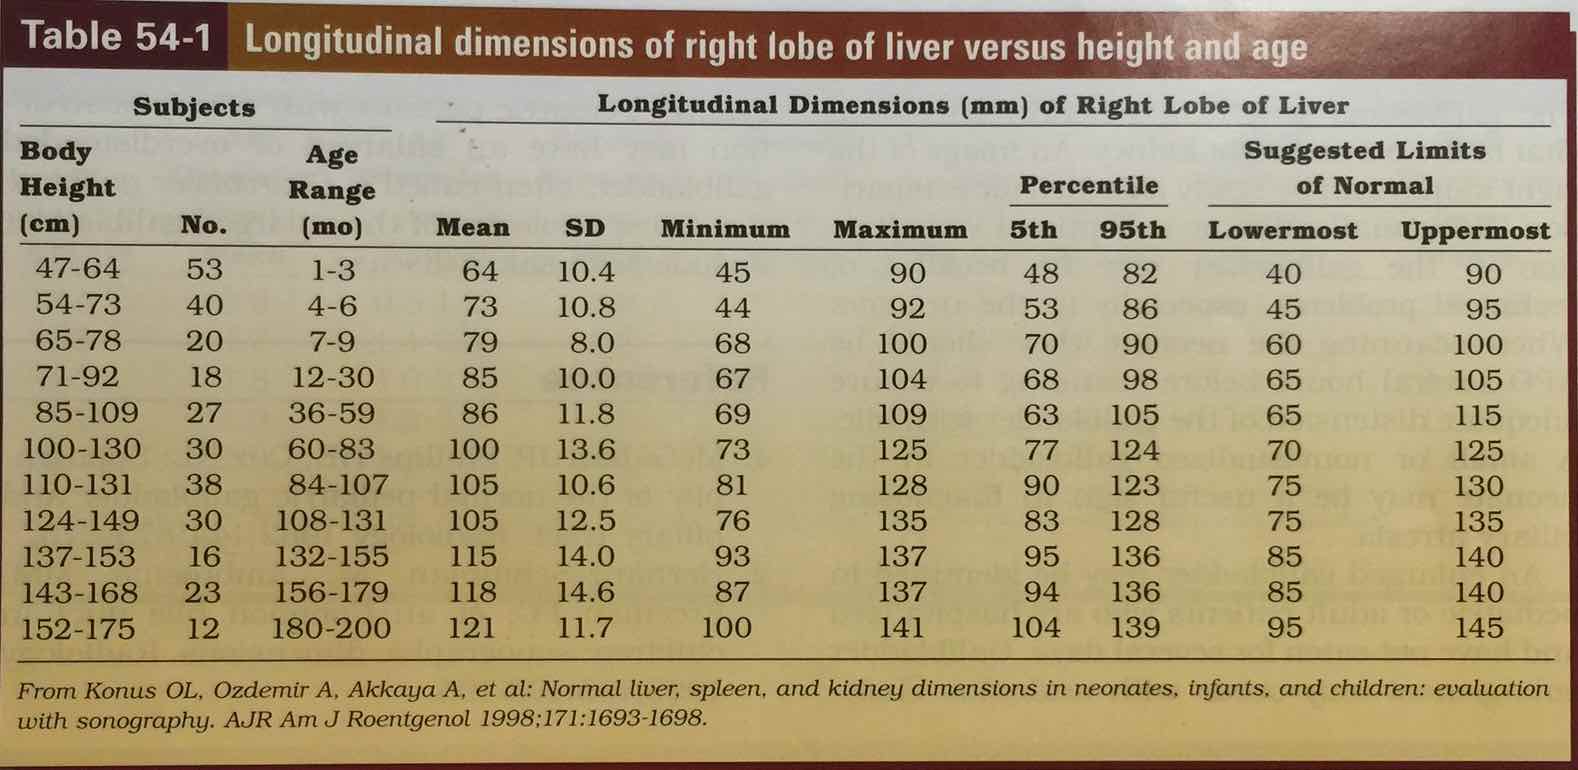 Table 54-1 Longitudinal dimensions of right lobe of liver versus height and age
Subjects Longitudinal Dimensions (mm) of Right Lobe of Liver
Body Age Suggested Limits
Height Range Percentile of Normal
(cm) No. (mo) Mean SD Minimum Maximum 5th 95th Lowermost Uppermost
47-64 53 1-3 64 10.4 45 90 48 82 40 90
54-73 40 4-6 73 10.8 44 92 53 86 45 95
65-78 20 7-9 79 8.0 68 100 70 90 60 100
71-92 18 12-30 85 10.0 67 104 68 98 65 105
85-109 27 36-59 86 11.8 69 109 63 105 65 115
100-130 30 60-83 100 13.6 73 125 77 124 70 125
110-131 38 84-107 105 10.6 81 128 90 123 75 130
124-149 30 108-131 105 12.5 76 135 83 128 75 135
137-153 16 132-155 115 14.0 93 137 95 136 85 140
143-168 23 156-179 118 14.6 87 137 94 136 85 140
152-175 12 180-200 121 11.7 100 141 104 139 95 145
From Konus OL, Ozdemir A, Akkaya A, et al: Normal liver, spleen, and kidney dimensions in neonates, infants, and children: evaluation
with sonography. AJR Am J Roentgenol 1998;171:1693-1698.